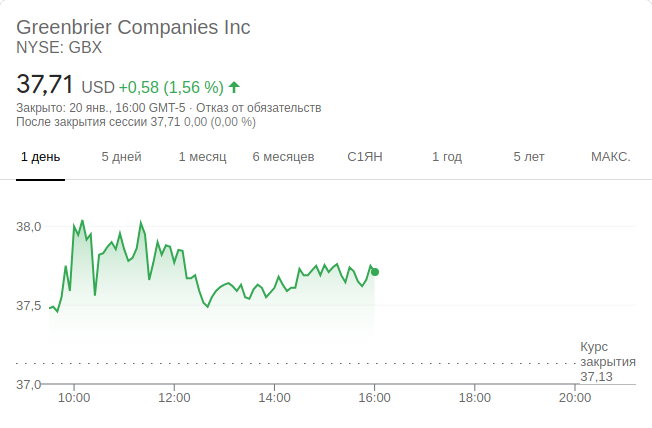 Greenbrier Companies Inc
NYSE: GBX
37,71 USD +0,58 (1,56 %)
Закрыто: 20 янв., 16:00 GMT-5 · Отказ от обязательств
После закрытия сессии 37,71 0,00 (0,00 %)
1 день 5 дней 1 месяц 6 месяцев С1ЯН 1 год 5 лет МАКС.
38,0
37,5
Курс
закрытия
37,13
37,0
10:00 12:00 14:00 16:00 18:00 20:00